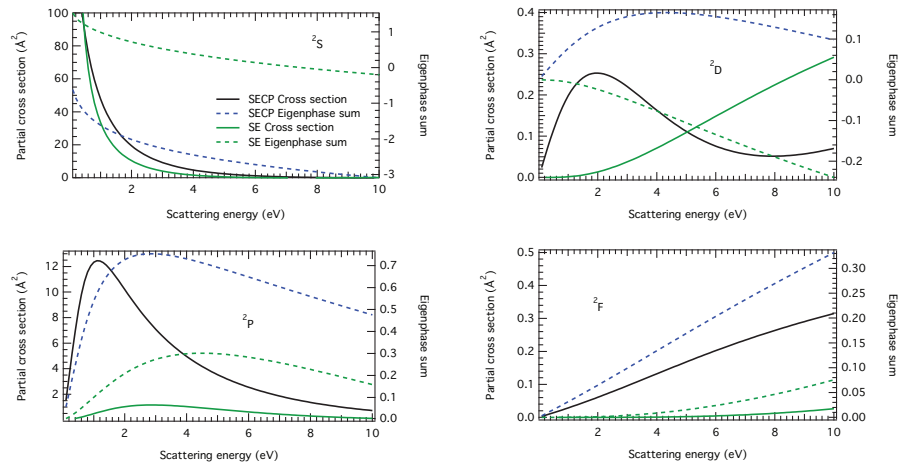 Partial cross section (Å²)
100
80
60
40
20
0
²S
SECP Cross section
SECP Eigenphase sum
SE Cross section
SE Eigenphase sum
1
0
-1
-2
-3
Eigenphase sum
2 4 6 8 10
Scattering energy (eV)
Partial cross section (Å²)
0.4
0.3
0.2
0.1
0.0
²D
0.1
0.0
-0.1
-0.2
Eigenphase sum
0 2 4 6 8 10
Scattering energy (eV)
Partial cross section (Å²)
12
10
8
6
4
2
²P
0.7
0.6
0.5
0.4
0.3
0.2
0.1
0.0
Eigenphase sum
2 4 6 8 10
Scattering energy (eV)
Partial cross section (Å²)
0.5
0.4
0.3
0.2
0.1
0.0
²F
0.30
0.25
0.20
0.15
0.10
0.05
0.00
Eigenphase sum
2 4 6 8 10
Scattering energy (eV)